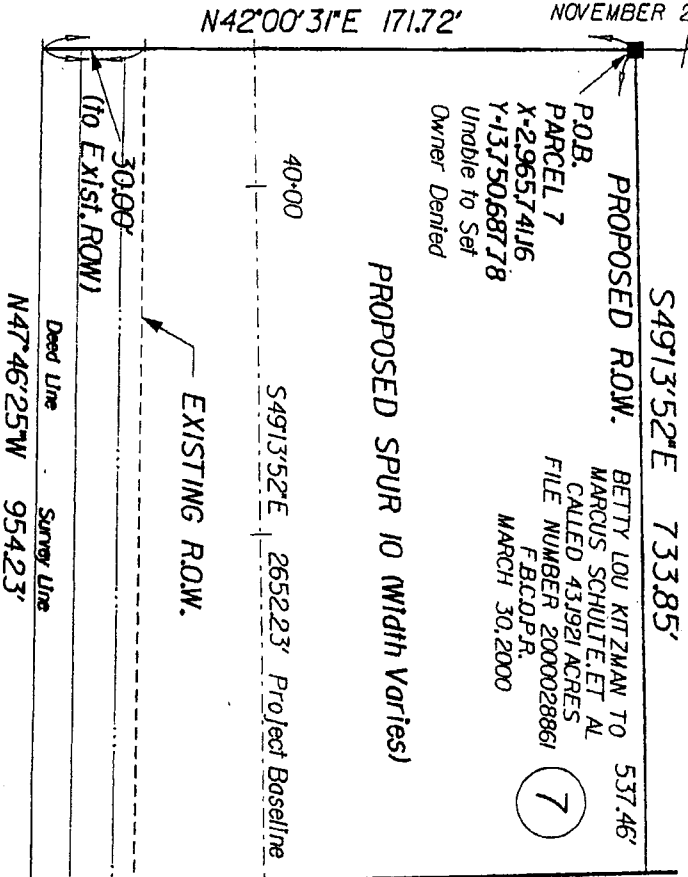 N42°00'31"E 171.72'
NOVEMBER 2
S49°13'52"E 733.85'
PROPOSED R.O.W.
P.O.B.
PARCEL 7
X=2,965,741.16
Y=13,750,687.78
Unable to Set
Owner Denied
BETTY LOU KITZMAN TO
MARCUS SCHULTE, ET AL
CALLED 43.1921 ACRES
FILE NUMBER 2000028861
F.B.C.O.P.R.
MARCH 30, 2000
537.46'
7
PROPOSED SPUR 10 (Width Varies)
40+00
S49°13'52"E 2652.23' Project Baseline
EXISTING R.O.W.
30.00'
(to Exist. ROW)
Deed Line
Survey Line
N47°46'25"W 954.23'